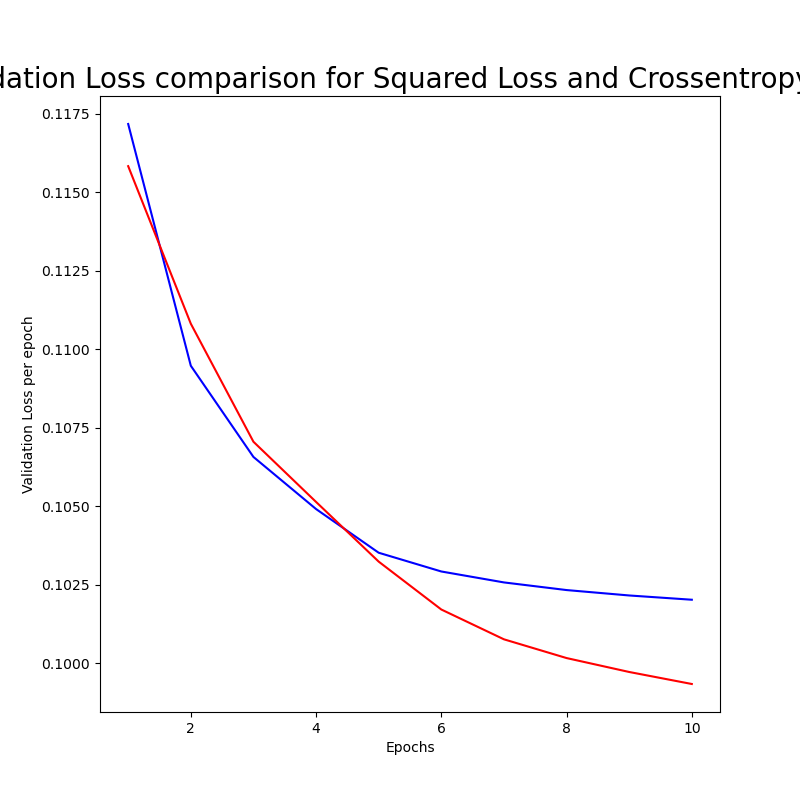 dation Loss comparison for Squared Loss and Crossentropy
0.1175
0.1150
0.1125
0.1100
0.1075
0.1050
0.1025
0.1000
Validation Loss per epoch
2 4 6 8 10
Epochs